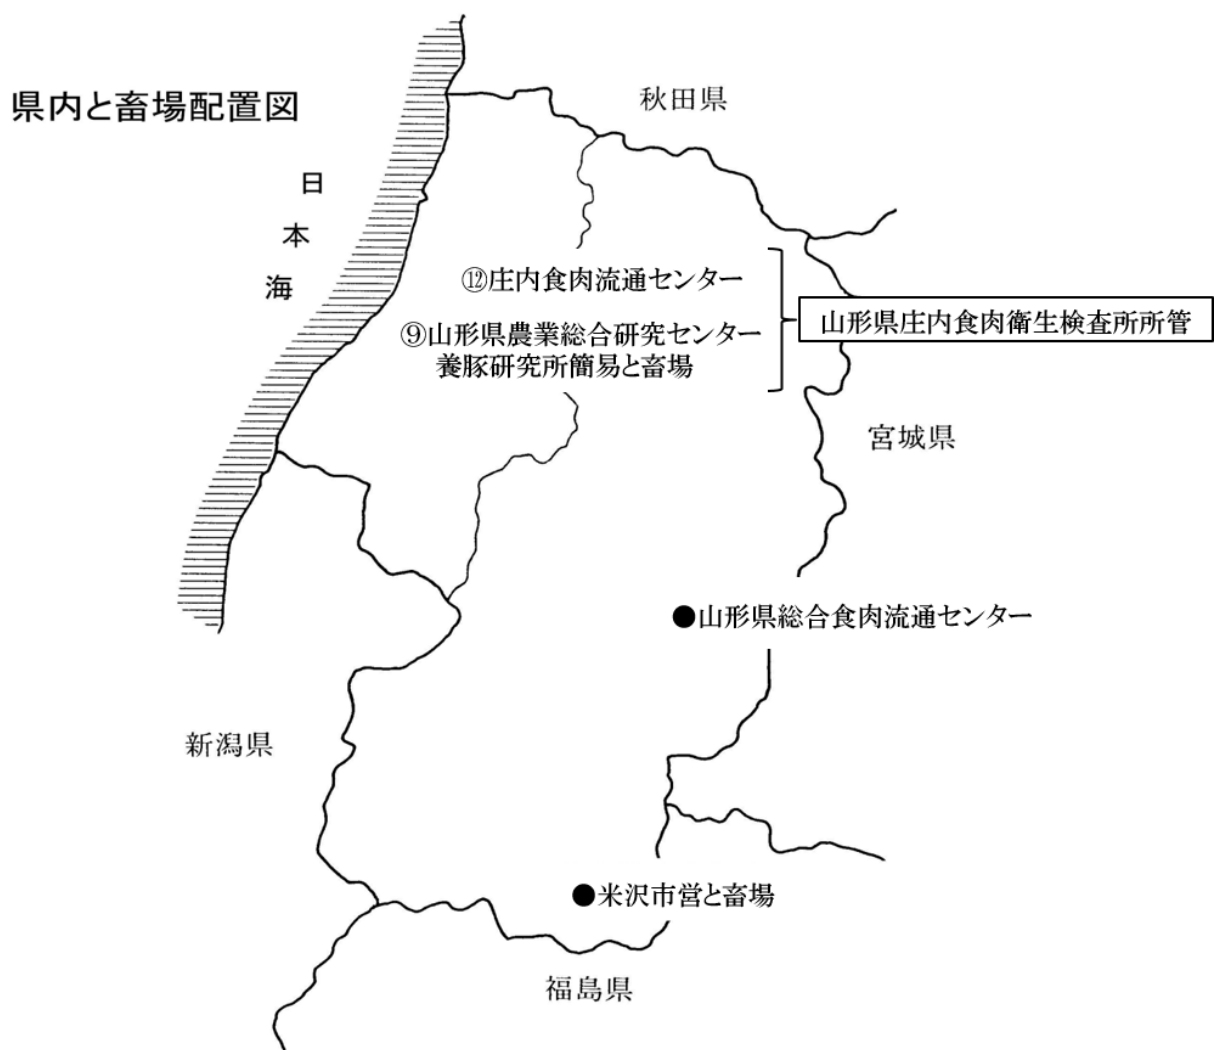 県内と畜場配置図
秋田県
日本海
⑫庄内食肉流通センター
山形県庄内食肉衛生検査所所管
⑨山形県農業総合研究センター
養豚研究所簡易と畜場
宮城県
●山形県総合食肉流通センター
新潟県
●米沢市営と畜場
福島県